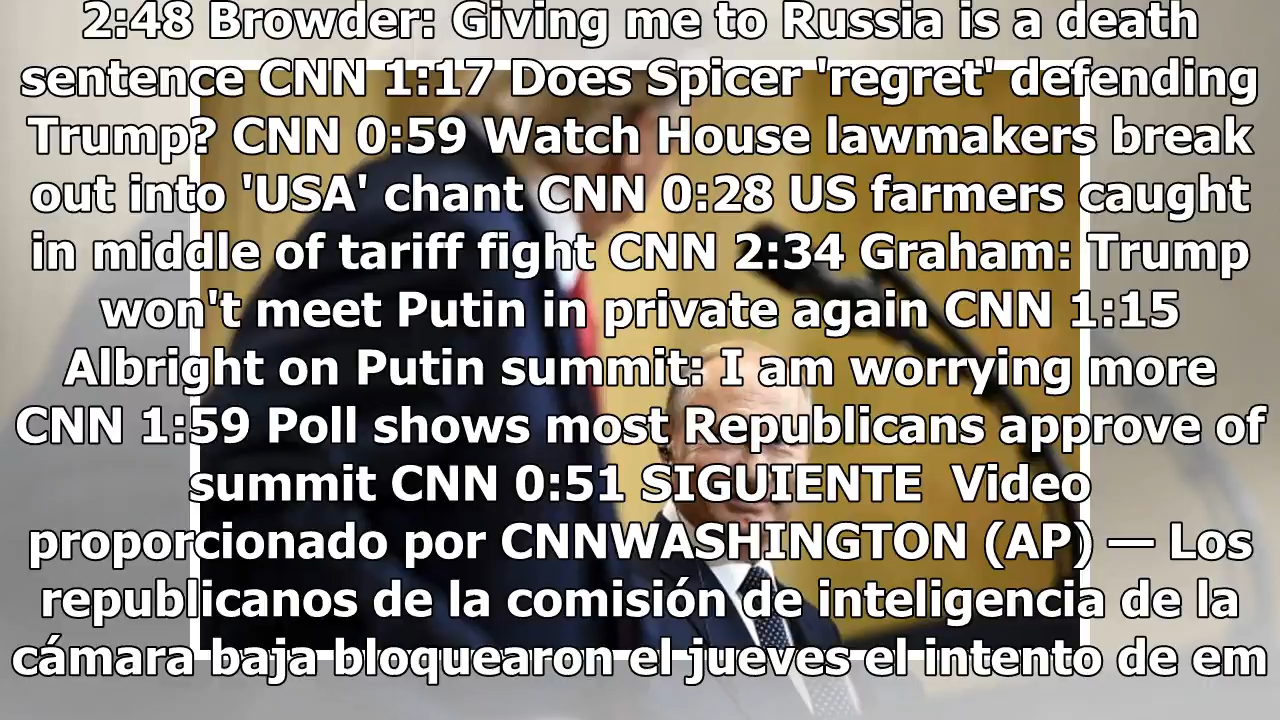 2:48 Browder: Giving me to Russia is a death
sentence CNN 1:17 Does Spicer 'regret' defending
Trump? CNN 0:59 Watch House lawmakers break
out into 'USA' chant CNN 0:28 US farmers caught
in middle of tariff fight CNN 2:34 Graham: Trump
won't meet Putin in private again CNN 1:15
Albright on Putin summit: I am worrying more
CNN 1:59 Poll shows most Republicans approve of
summit CNN 0:51 SIGUIENTE  Video
proporcionado por CNNWASHINGTON (AP) — Los
republicanos de la comisión de inteligencia de la
cámara baja bloquearon el jueves el intento de em